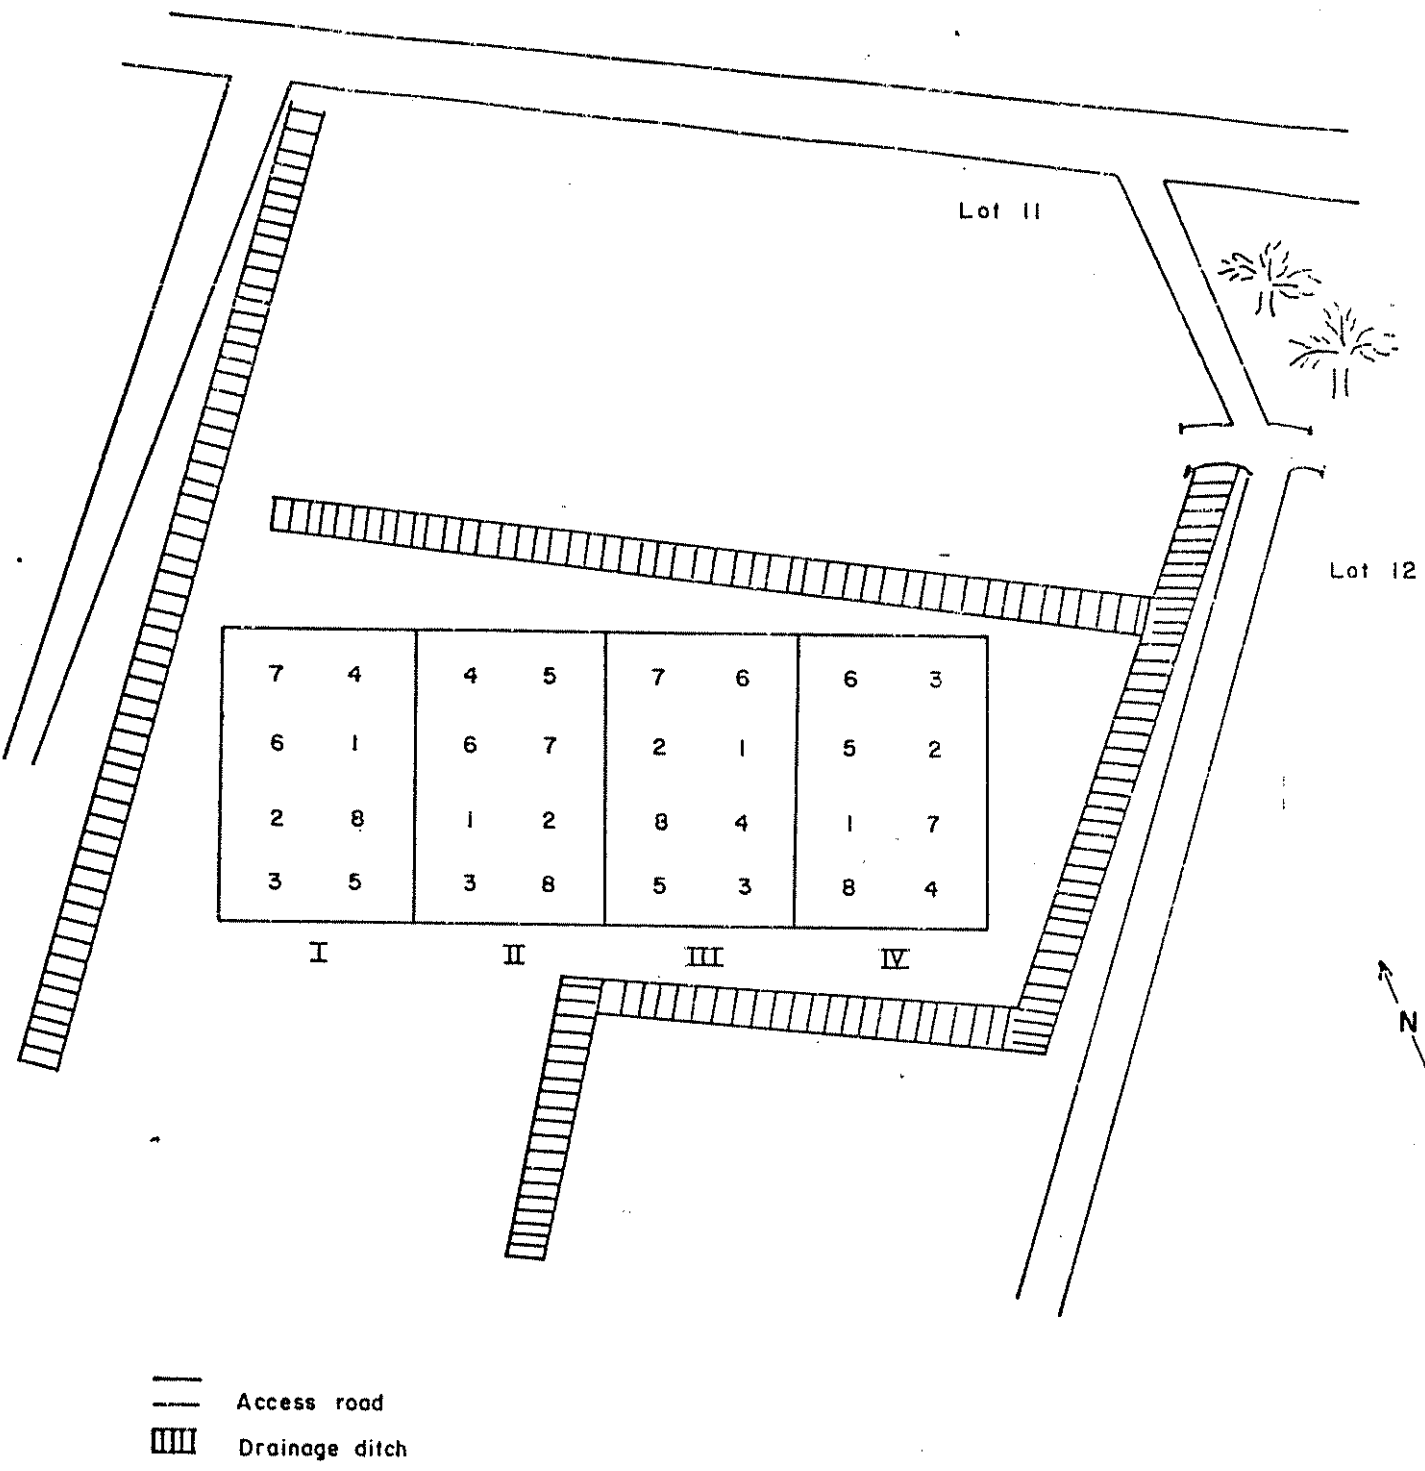 Lot 11
Lot 12
7 4 4 5 7 6 6 3
6 1 6 7 2 1 5 2
2 8 1 2 8 4 1 7
3 5 3 8 5 3 8 4
I II III IV
N
Access road
Drainage ditch